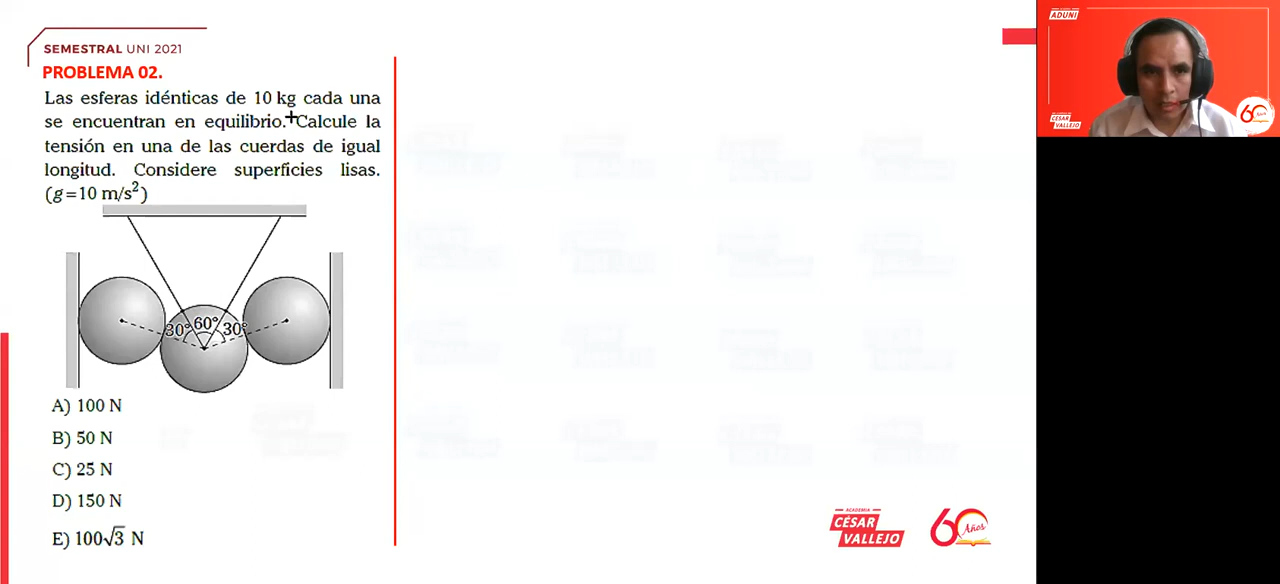 SEMESTRAL UNI 2021
PROBLEMA 02.
Las esferas idénticas de 10 kg cada una
se encuentran en equilibrio. Calcule la
tensión en una de las cuerdas de igual
longitud. Considere superficies lisas.
(g=10 m/s²)
30° 60° 30°
A) 100 N
B) 50 N
C) 25 N
D) 150 N
E) 100√3 N
ACADEMIA
CÉSAR
VALLEJO
60 Años
ADUNI
CÉSAR
VALLEJO
60